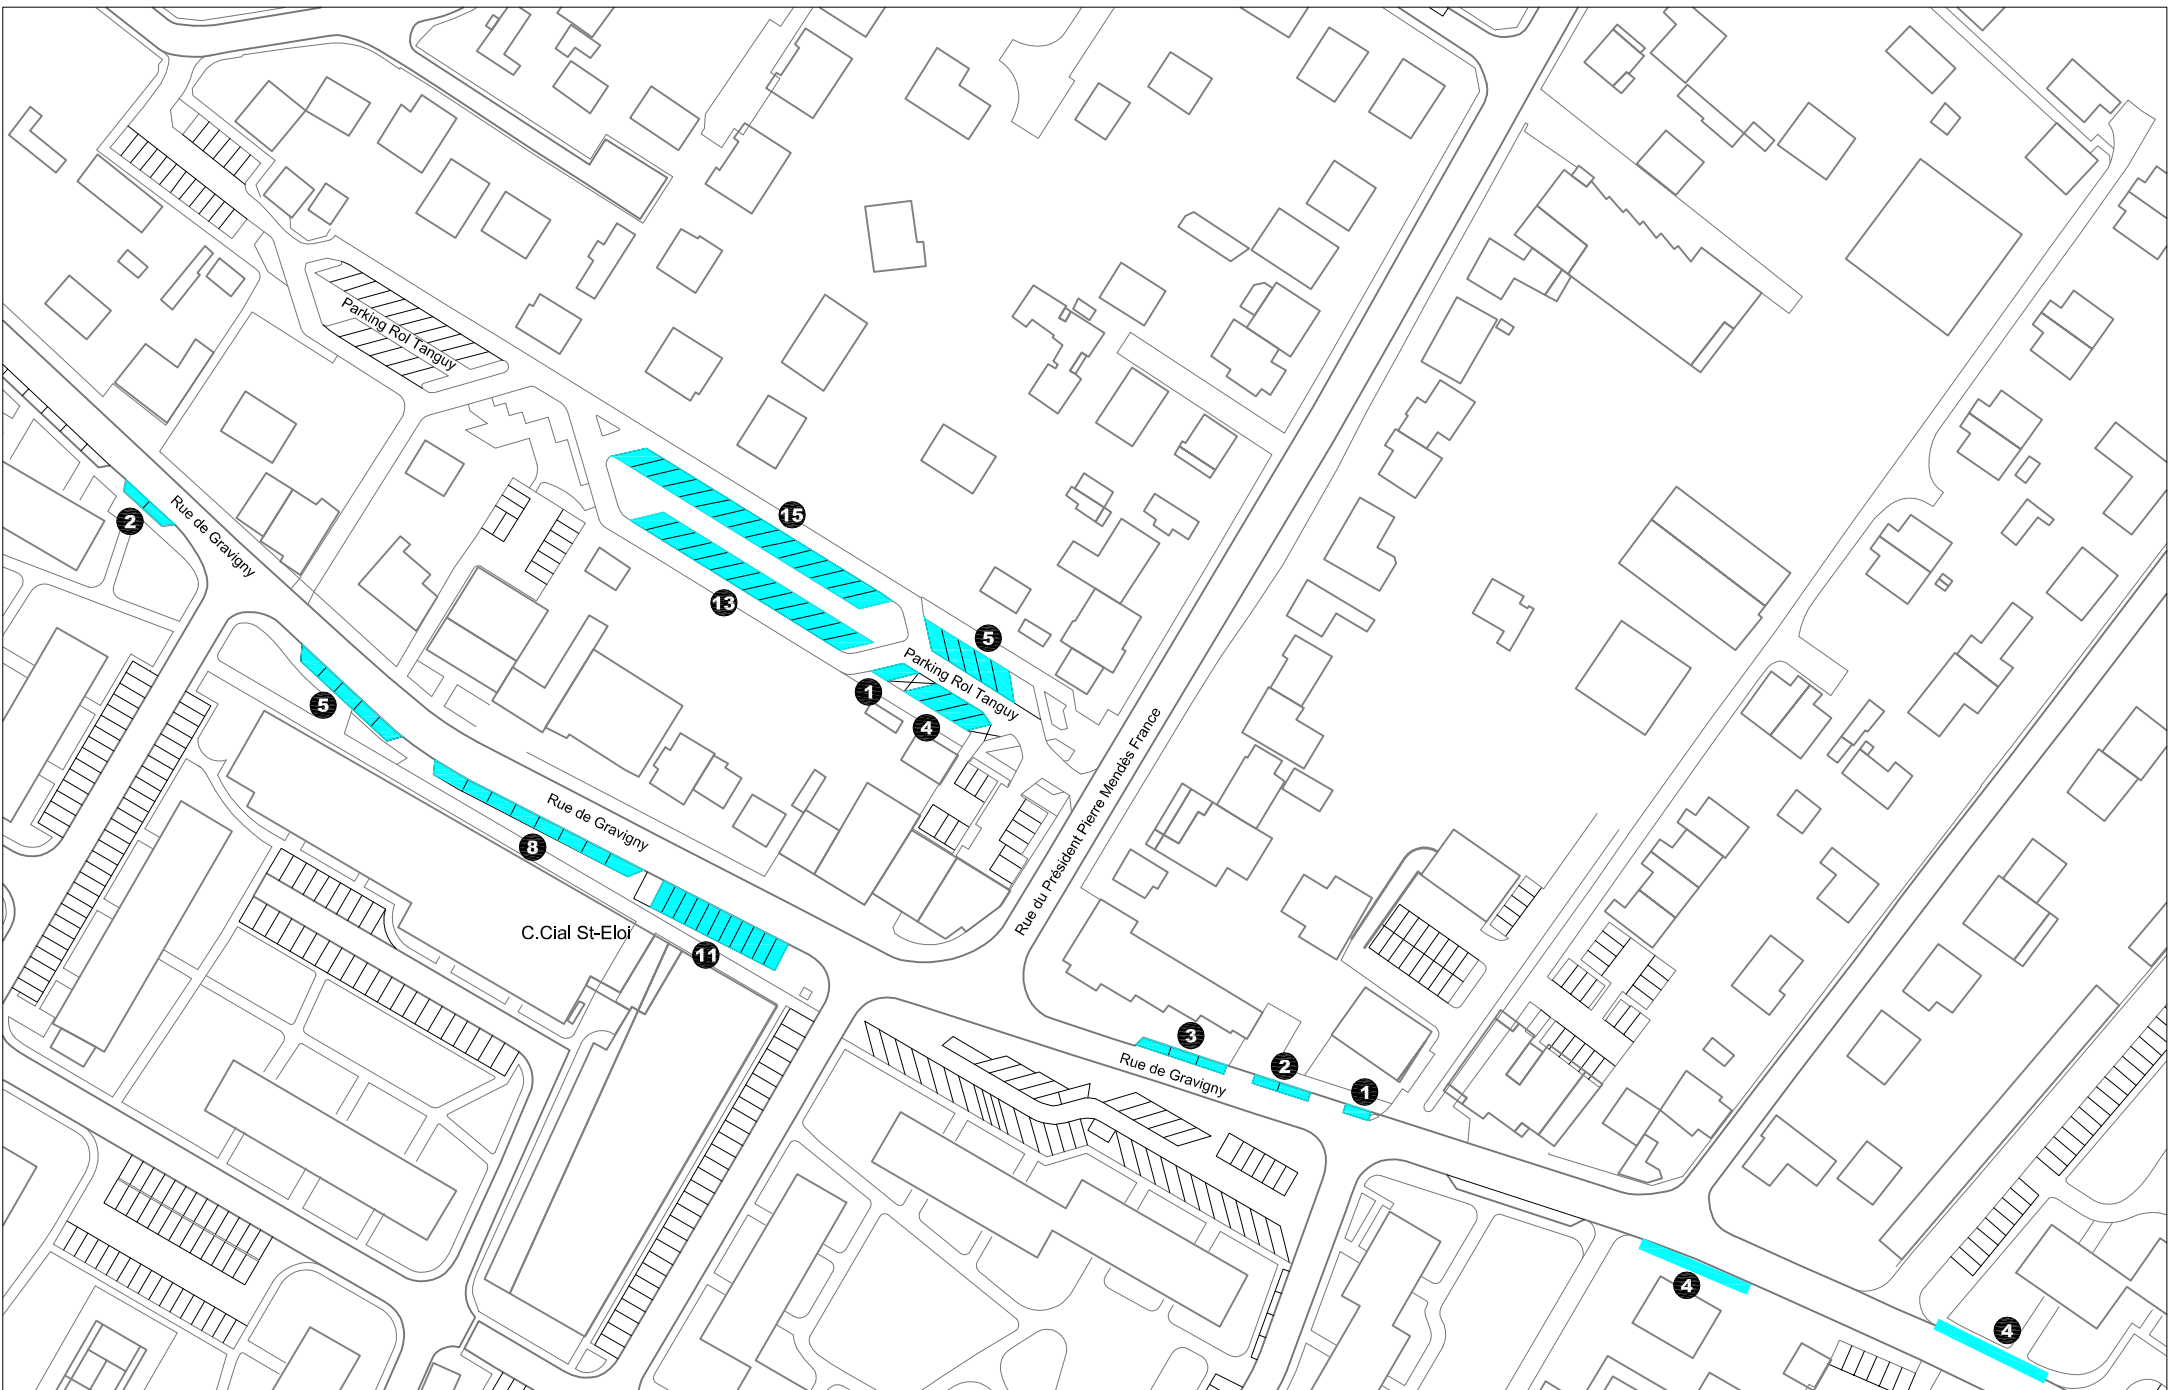 Parking Rol Tanguy
2
Rue de Gravigny
15
13
5
Parking Rol Tanguy
1
4
5
Rue du Président Pierre Mendès France
Rue de Gravigny
8
C.Cial St-Eloi
11
3
Rue de Gravigny
2
1
4
4